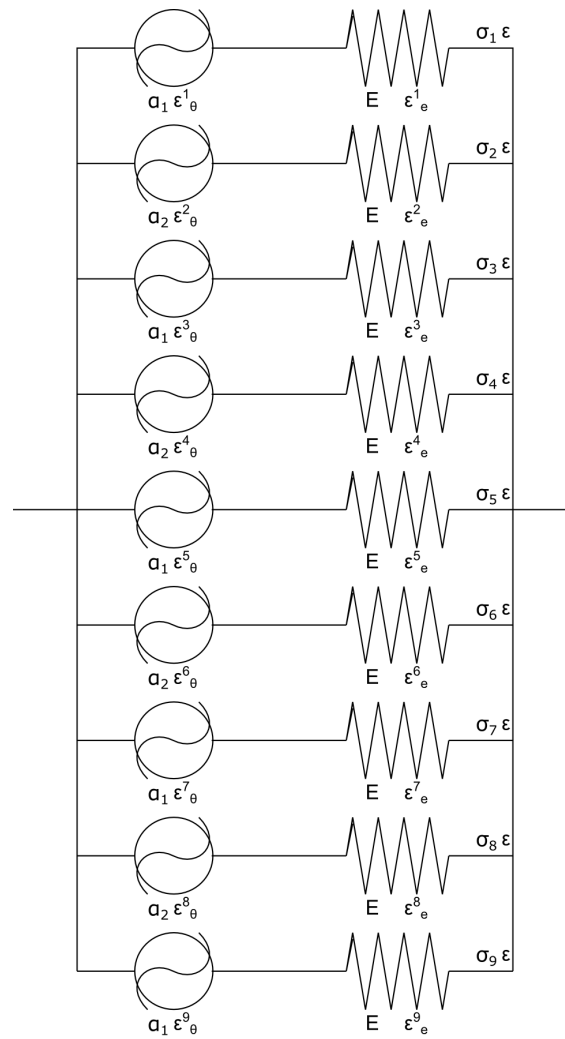 σ₁ ε
α₁ ε¹θ E ε¹e
σ₂ ε
α₂ ε²θ E ε²e
σ₃ ε
α₁ ε³θ E ε³e
σ₄ ε
α₂ ε⁴θ E ε⁴e
σ₅ ε
α₁ ε⁵θ E ε⁵e
σ₆ ε
α₂ ε⁶θ E ε⁶e
σ₇ ε
α₁ ε⁷θ E ε⁷e
σ₈ ε
α₂ ε⁸θ E ε⁸e
σ₉ ε
α₁ ε⁹θ E ε⁹e